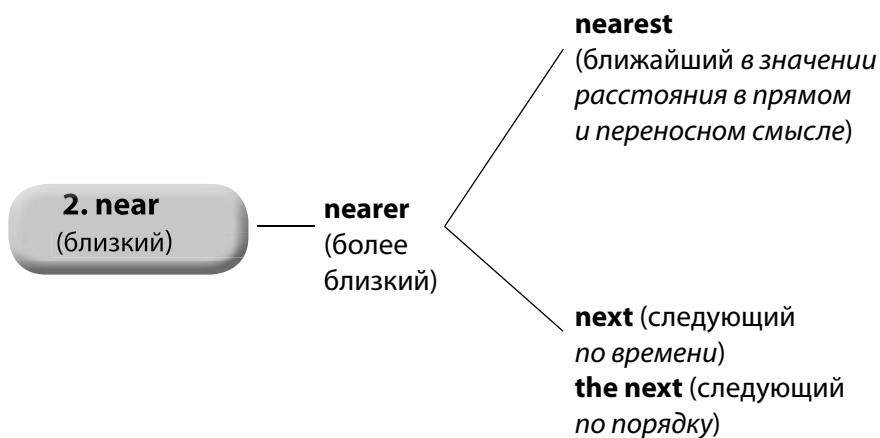 nearest
(ближайший в значении
расстояния в прямом
и переносном смысле)
2. near
(близкий)
nearer
(более
близкий)
next (следующий
по времени)
the next (следующий
по порядку)